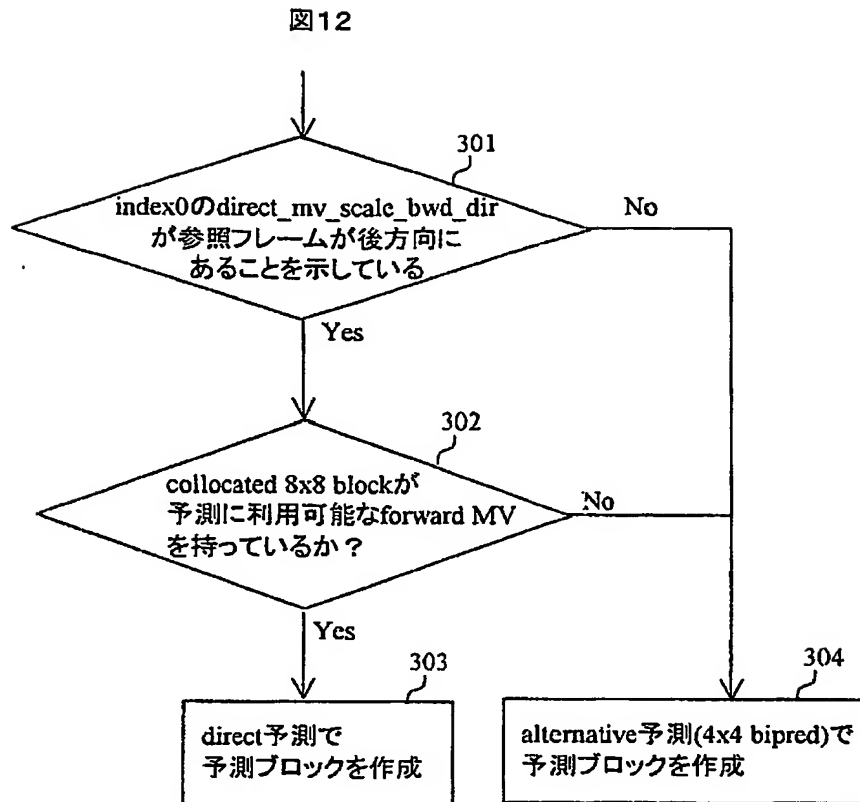 図12
301
index0のdirect_mv_scale_bwd_dir
が参照フレームが後方向に
あることを示している
No
Yes
302
collocated 8x8 blockが
予測に利用可能なforward MV
を持っているか？
No
Yes
303
direct予測で
予測ブロックを作成
304
alternative予測(4x4 bipred)で
予測ブロックを作成